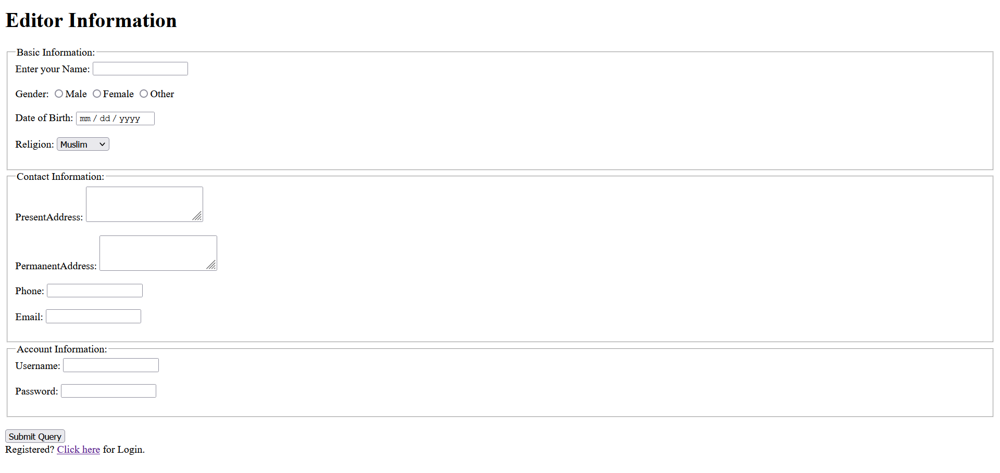 Editor Information
Basic Information:
Enter your Name:
Gender: Male Female Other
Date of Birth: mm / dd / yyyy
Religion: Muslim
Contact Information:
PresentAddress:
PermanentAddress:
Phone:
Email:
Account Information:
Username:
Password:
Submit Query
Registered? Click here for Login.